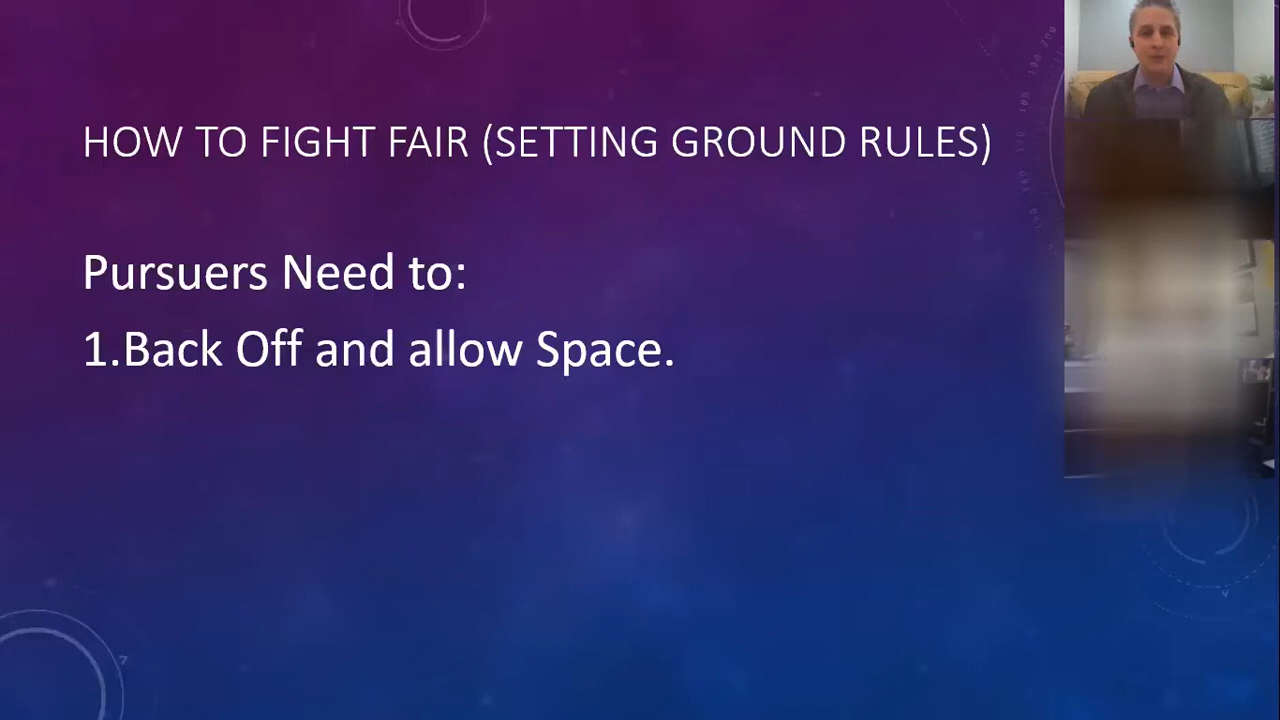 HOW TO FIGHT FAIR (SETTING GROUND RULES)
Pursuers Need to:
1.Back Off and allow Space.